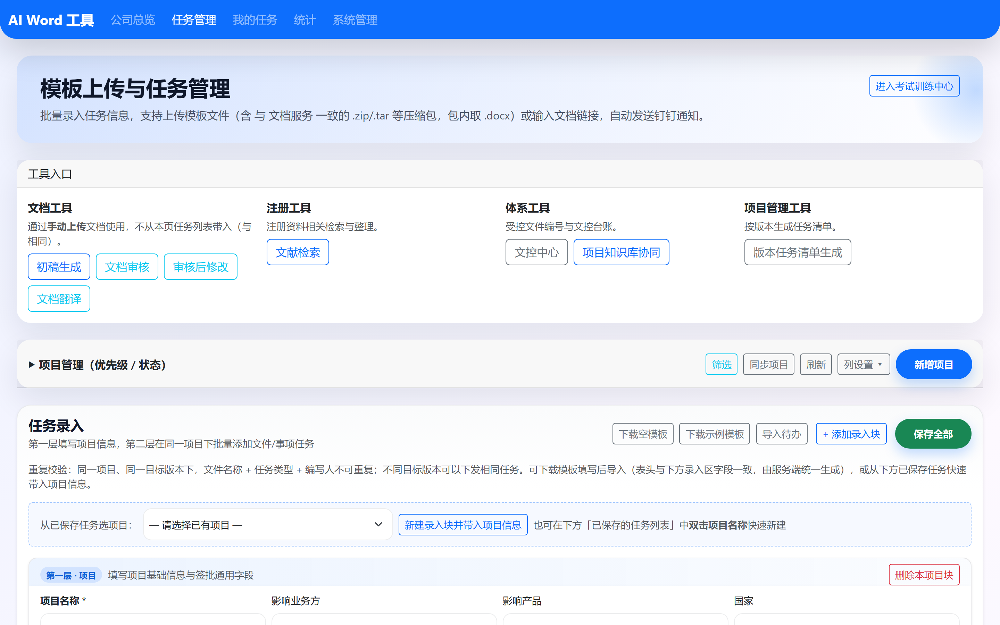 AI Word 工具 公司总览 任务管理 我的任务 统计 系统管理
模板上传与任务管理
进入考试训练中心
批量录入任务信息，支持上传模板文件（含 与 文档服务 一致的 .zip/.tar 等压缩包，包内取 .docx）或输入文档链接，自动发送钉钉通知。
工具入口
文档工具
通过手动上传文档使用，不从本页任务列表带入（与
相同）。
初稿生成 文档审核 审核后修改
文档翻译
注册工具
注册资料相关检索与整理。
文献检索
体系工具
受控文件编号与文控台账。
文控中心 项目知识库协同
项目管理工具
按版本生成任务清单。
版本任务清单生成
▶ 项目管理（优先级 / 状态）
筛选 同步项目 刷新 列设置 ▼ 新增项目
任务录入
第一层填写项目信息，第二层在同一项目下批量添加文件/事项任务
下载空模板 下载示例模板 导入待办 + 添加录入块 保存全部
重复校验：同一项目、同一目标版本下，文件名称 + 任务类型 + 编写人不可重复；不同目标版本可以下发相同任务。可下载模板填写后导入（表头与下方录入区字段一致，由服务端统一生成），或从下方已保存任务快速
带入项目信息。
从已保存任务选项目： — 请选择已有项目 — 新建录入块并带入项目信息 也可在下方「已保存的任务列表」中双击项目名称快速新建
第一层 · 项目 填写项目基础信息与签批通用字段 删除本项目块
项目名称 * 影响业务方 影响产品 国家